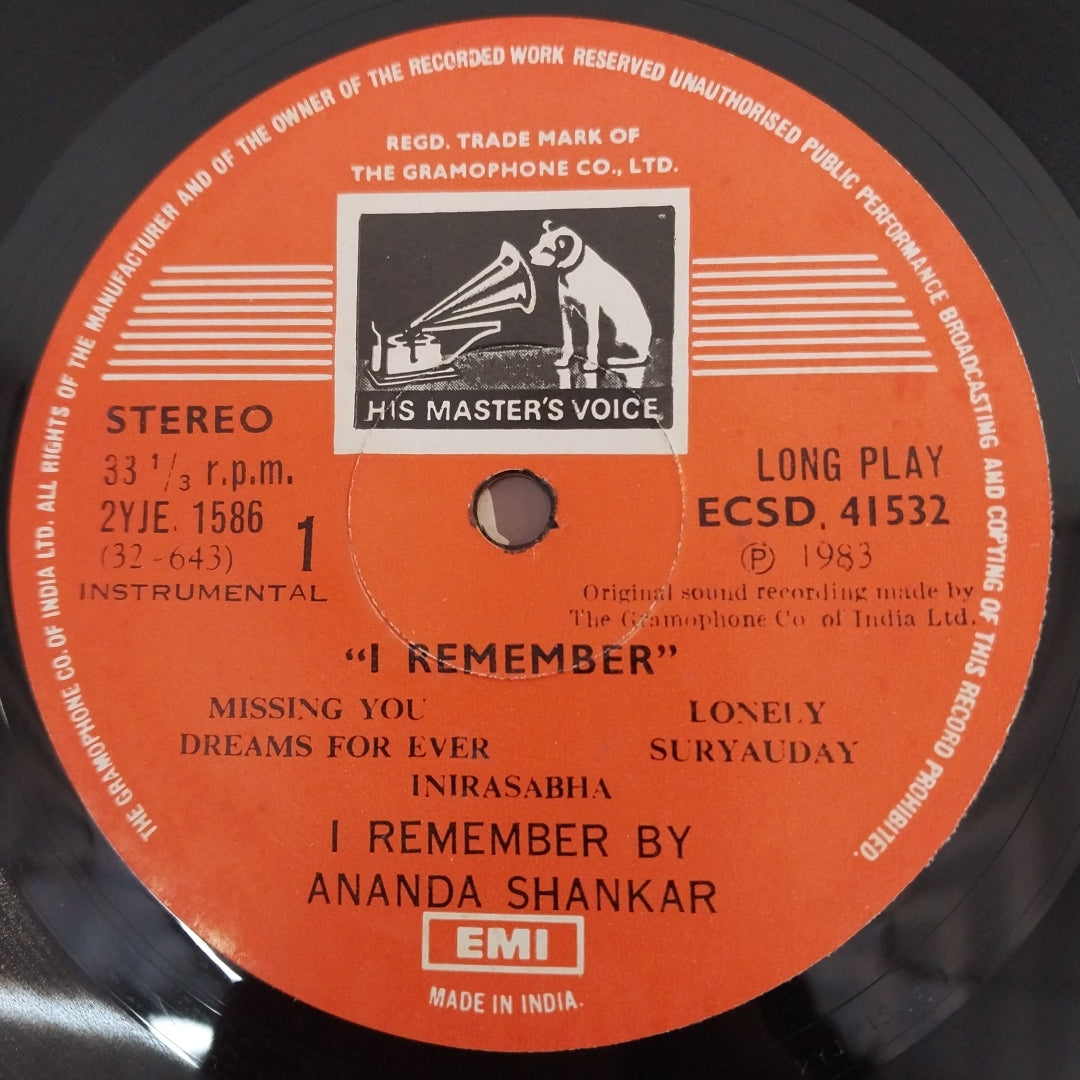 THE GRAMOPHONE CO. OF INDIA LTD. ALL RIGHTS OF THE MANUFACTURER AND OF THE OWNER OF THE RECORDED WORK RESERVED UNAUTHORISED PUBLIC PERFORMANCE BROADCASTING AND COPYING OF THIS RECORD PROHIBITED.
REGD. TRADE MARK OF
THE GRAMOPHONE CO., LTD.
HIS MASTER'S VOICE
STEREO
33 1/3 r.p.m.
2YJE. 1586
(32-643)
1
INSTRUMENTAL
LONG PLAY
ECSD. 41532
Ⓟ 1983
Original sound recording made by
The Gramophone Co of India Ltd.
“I REMEMBER”
MISSING YOU LONELY
DREAMS FOR EVER SURYAUDAY
INIRASABHA
I REMEMBER BY
ANANDA SHANKAR
EMI
MADE IN INDIA.